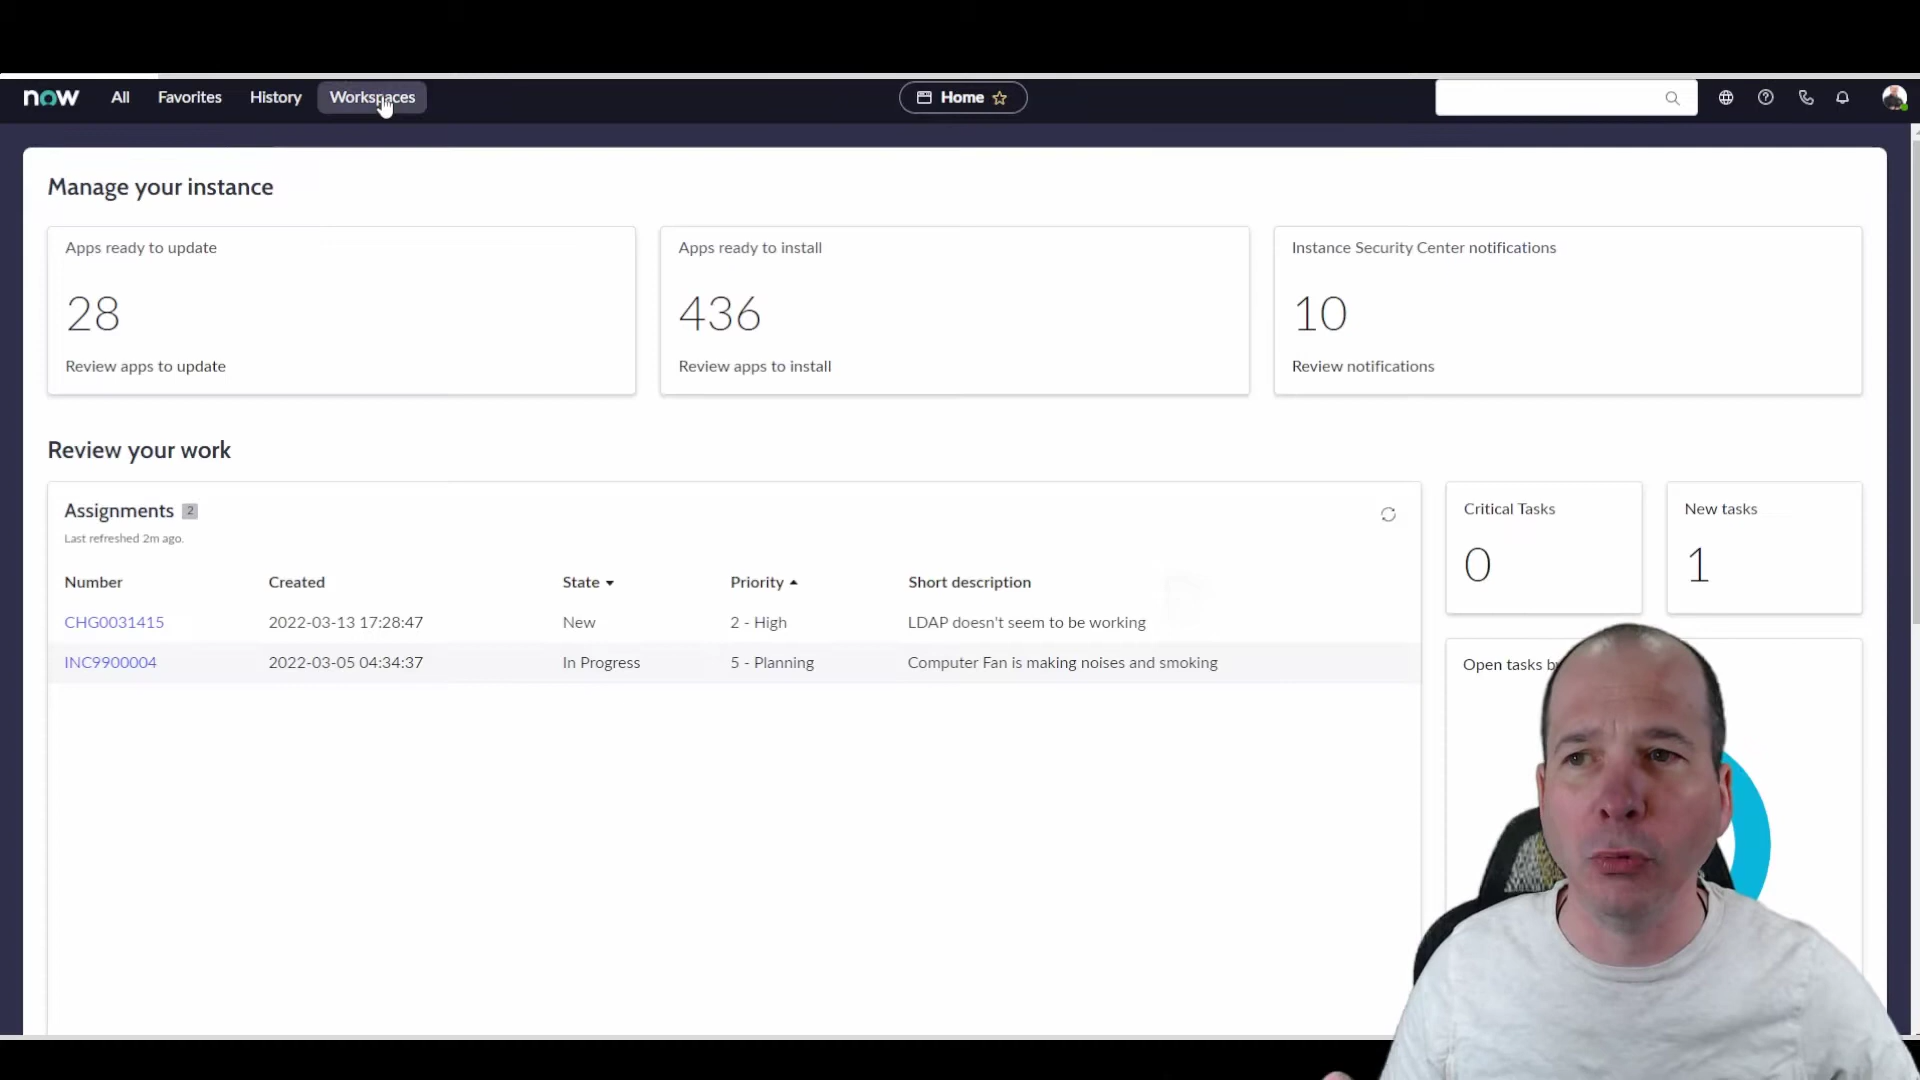 now All Favorites History Workspaces Home
Manage your instance
Apps ready to update
28
Review apps to update
Apps ready to install
436
Review apps to install
Instance Security Center notifications
10
Review notifications
Review your work
Assignments 2
Last refreshed 2m ago.
Number Created State Priority Short description
CHG0031415 2022-03-13 17:28:47 New 2 - High LDAP doesn't seem to be working
INC9900004 2022-03-05 04:34:37 In Progress 5 - Planning Computer Fan is making noises and smoking
Critical Tasks
0
New tasks
1
Open tasks